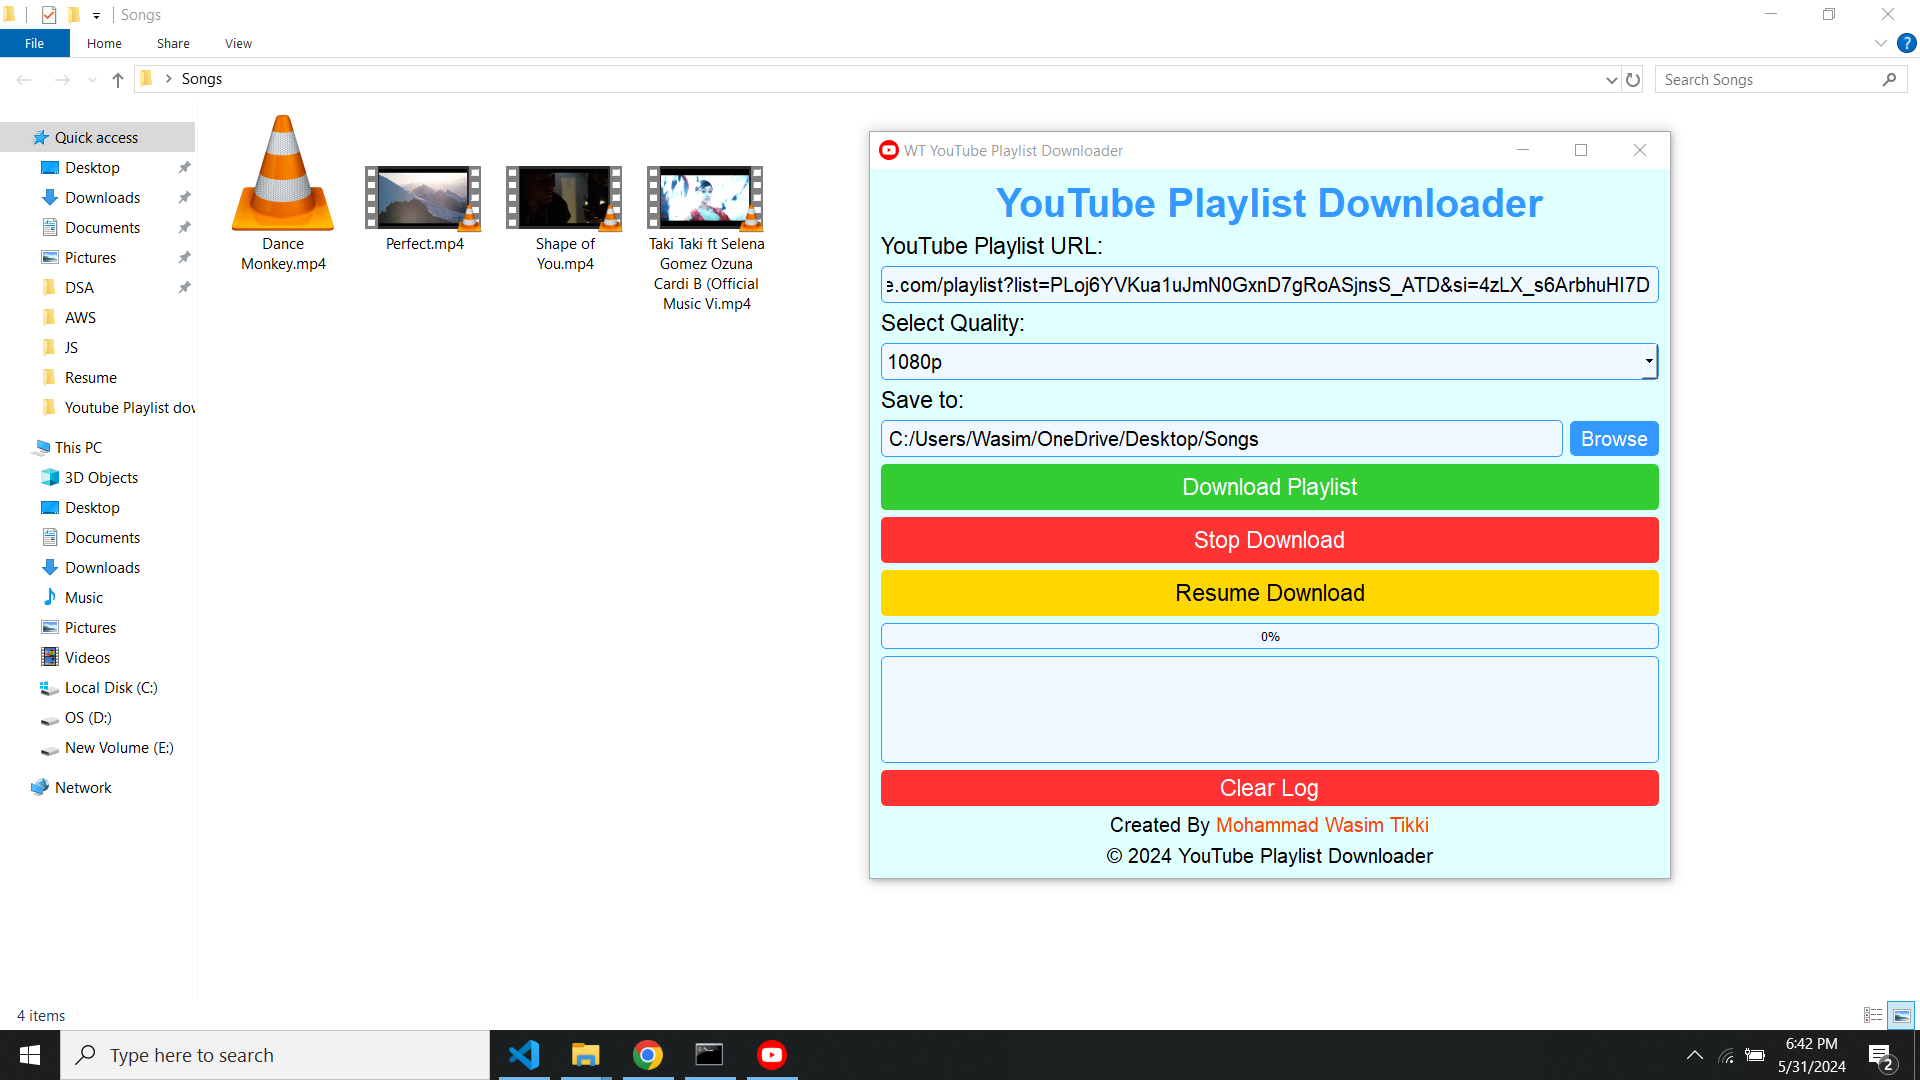 Songs
File
Home
Share
View
Songs
Search Songs
Quick access
Desktop
Downloads
Documents
Pictures
DSA
AWS
JS
Resume
Youtube Playlist dov
This PC
3D Objects
Desktop
Documents
Downloads
Music
Pictures
Videos
Local Disk (C:)
OS (D:)
New Volume (E:)
Network
Dance
Monkey.mp4
Perfect.mp4
Shape of
You.mp4
Taki Taki ft Selena
Gomez Ozuna
Cardi B (Official
Music Vi.mp4
WT YouTube Playlist Downloader
YouTube Playlist Downloader
YouTube Playlist URL:
e.com/playlist?list=PLoj6YVKua1uJmN0GxnD7gRoASjnsS_ATD&si=4zLX_s6ArbhuHI7D
Select Quality:
1080p
Save to:
C:/Users/Wasim/OneDrive/Desktop/Songs
Browse
Download Playlist
Stop Download
Resume Download
0%
Clear Log
Created By Mohammad Wasim Tikki
© 2024 YouTube Playlist Downloader
4 items
Type here to search
6:42 PM
5/31/2024
2